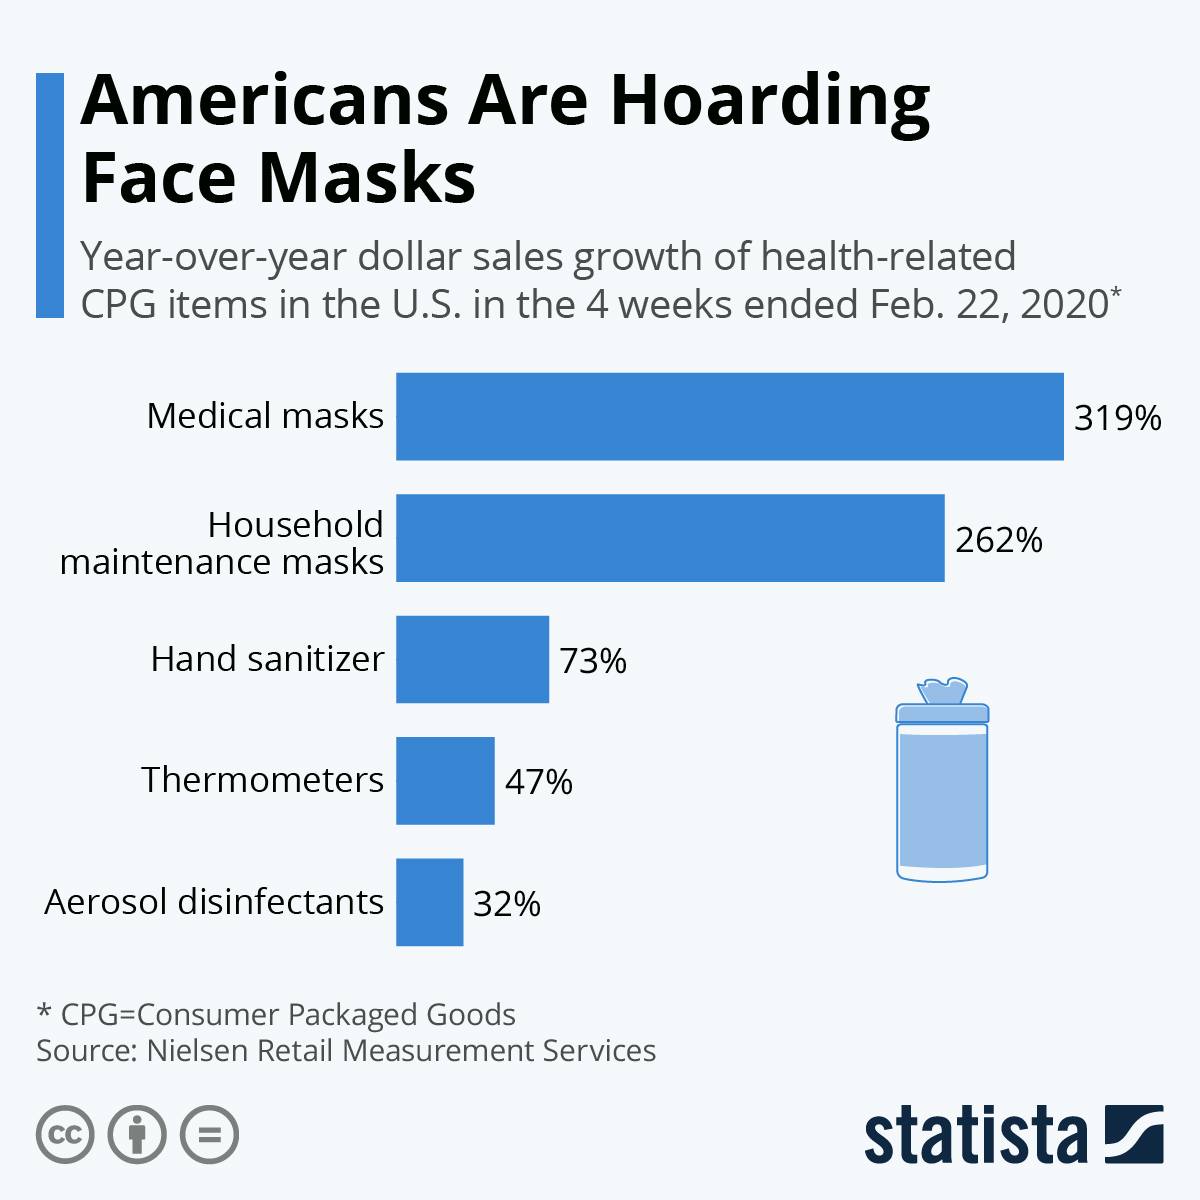 Americans Are Hoarding
Face Masks
Year-over-year dollar sales growth of health-related
CPG items in the U.S. in the 4 weeks ended Feb. 22, 2020*
Medical masks
319%
Household
maintenance masks
262%
Hand sanitizer
73%
Thermometers
47%
Aerosol disinfectants
32%
* CPG=Consumer Packaged Goods
Source: Nielsen Retail Measurement Services
cc
statista